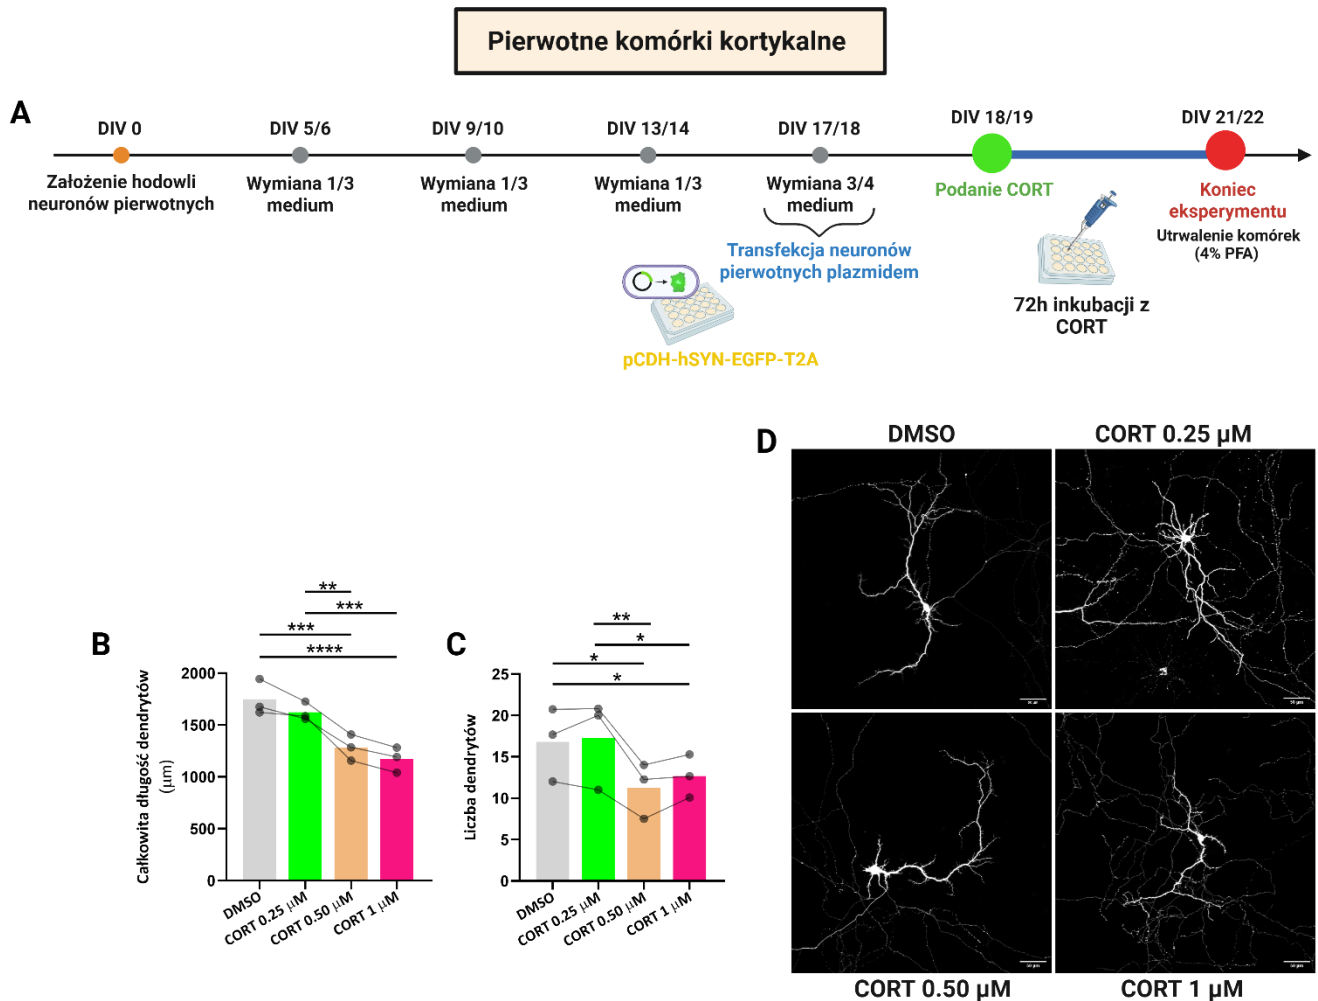 Pierwotne komórki kortykalne
A
DIV 0
DIV 5/6
DIV 9/10
DIV 13/14
DIV 17/18
DIV 18/19
DIV 21/22
Założenie hodowli
neuronów pierwotnych
Wymiana 1/3
medium
Wymiana 1/3
medium
Wymiana 1/3
medium
Wymiana 3/4
medium
Podanie CORT
Koniec
eksperymentu
Utrwalenie komórek
(4% PFA)
Transfekcja neuronów
pierwotnych plazmidem
pCDH-hSYN-EGFP-T2A
72h inkubacji z
CORT
B
**
***
***
****
Całkowita długość dendrytów
(μm)
2000
1500
1000
500
0
DMSO
CORT 0.25 μM
CORT 0.50 μM
CORT 1 μM
C
**
*
*
*
Liczba dendrytów
25
20
15
10
5
0
DMSO
CORT 0.25 μM
CORT 0.50 μM
CORT 1 μM
D
DMSO
CORT 0.25 μM
50 μm
50 μm
CORT 0.50 μM
CORT 1 μM